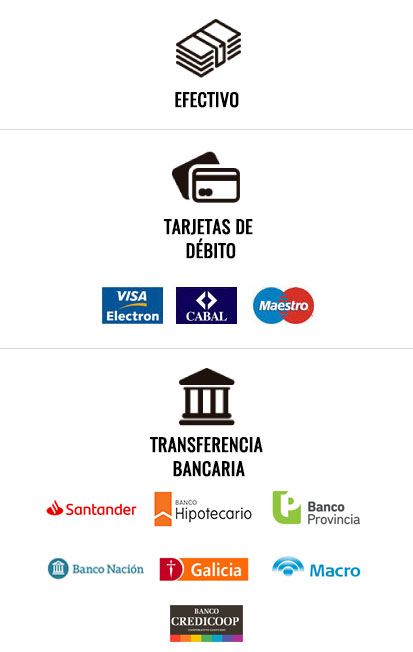 EFECTIVO
TARJETAS DE
DÉBITO
VISA
Electron
CABAL
Maestro
TRANSFERENCIA
BANCARIA
Santander
BANCO
Hipotecario
Banco
Provincia
Banco Nación
Galicia
Macro
BANCO
CREDICOOP